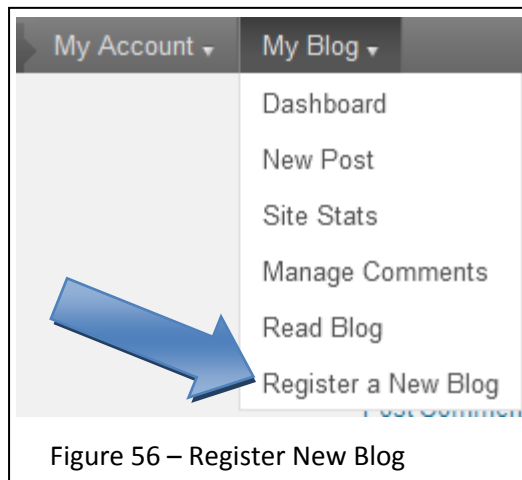 My Account ▾ My Blog ▾
Dashboard
New Post
Site Stats
Manage Comments
Read Blog
Register a New Blog
Figure 56 – Register New Blog